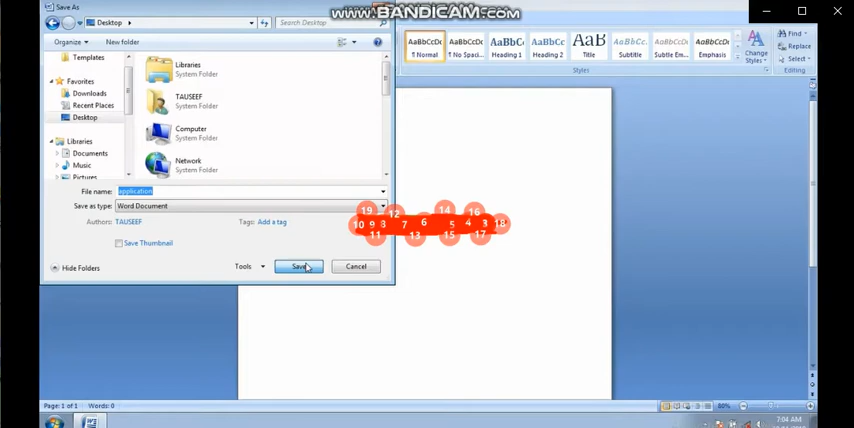 www.BANDICAM.com
Save As
Desktop
Search Desktop
Organize
New folder
Templates
Favorites
Downloads
Recent Places
Desktop
Libraries
Documents
Music
Pictures
Libraries
System Folder
TAUSEEF
System Folder
Computer
System Folder
Network
System Folder
File name: application
Save as type: Word Document
Authors: TAUSEEF
Tags: Add a tag
Save Thumbnail
Hide Folders
Tools
Save
Cancel
AaBbCcDc AaBbCcDc AaBbCc AaBbCc AaB AaBbCc. AaBbCcDc AaBbCcDc
¶ Normal ¶ No Spaci... Heading 1 Heading 2 Title Subtitle Subtle Em... Emphasis
Change Styles
Styles
Find
Replace
Select
Editing
19 12 14 16
10 9 8 7 6 5 4 3 18
11 13 15 17
Page: 1 of 1 Words: 0
80%
7:04 AM